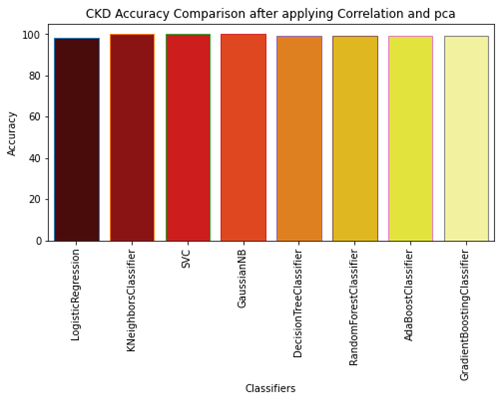 CKD Accuracy Comparison after applying Correlation and pca
Accuracy
100
80
60
40
20
0
LogisticRegression
KNeighborsClassifier
SVC
GaussianNB
DecisionTreeClassifier
RandomForestClassifier
AdaBoostClassifier
GradientBoostingClassifier
Classifiers